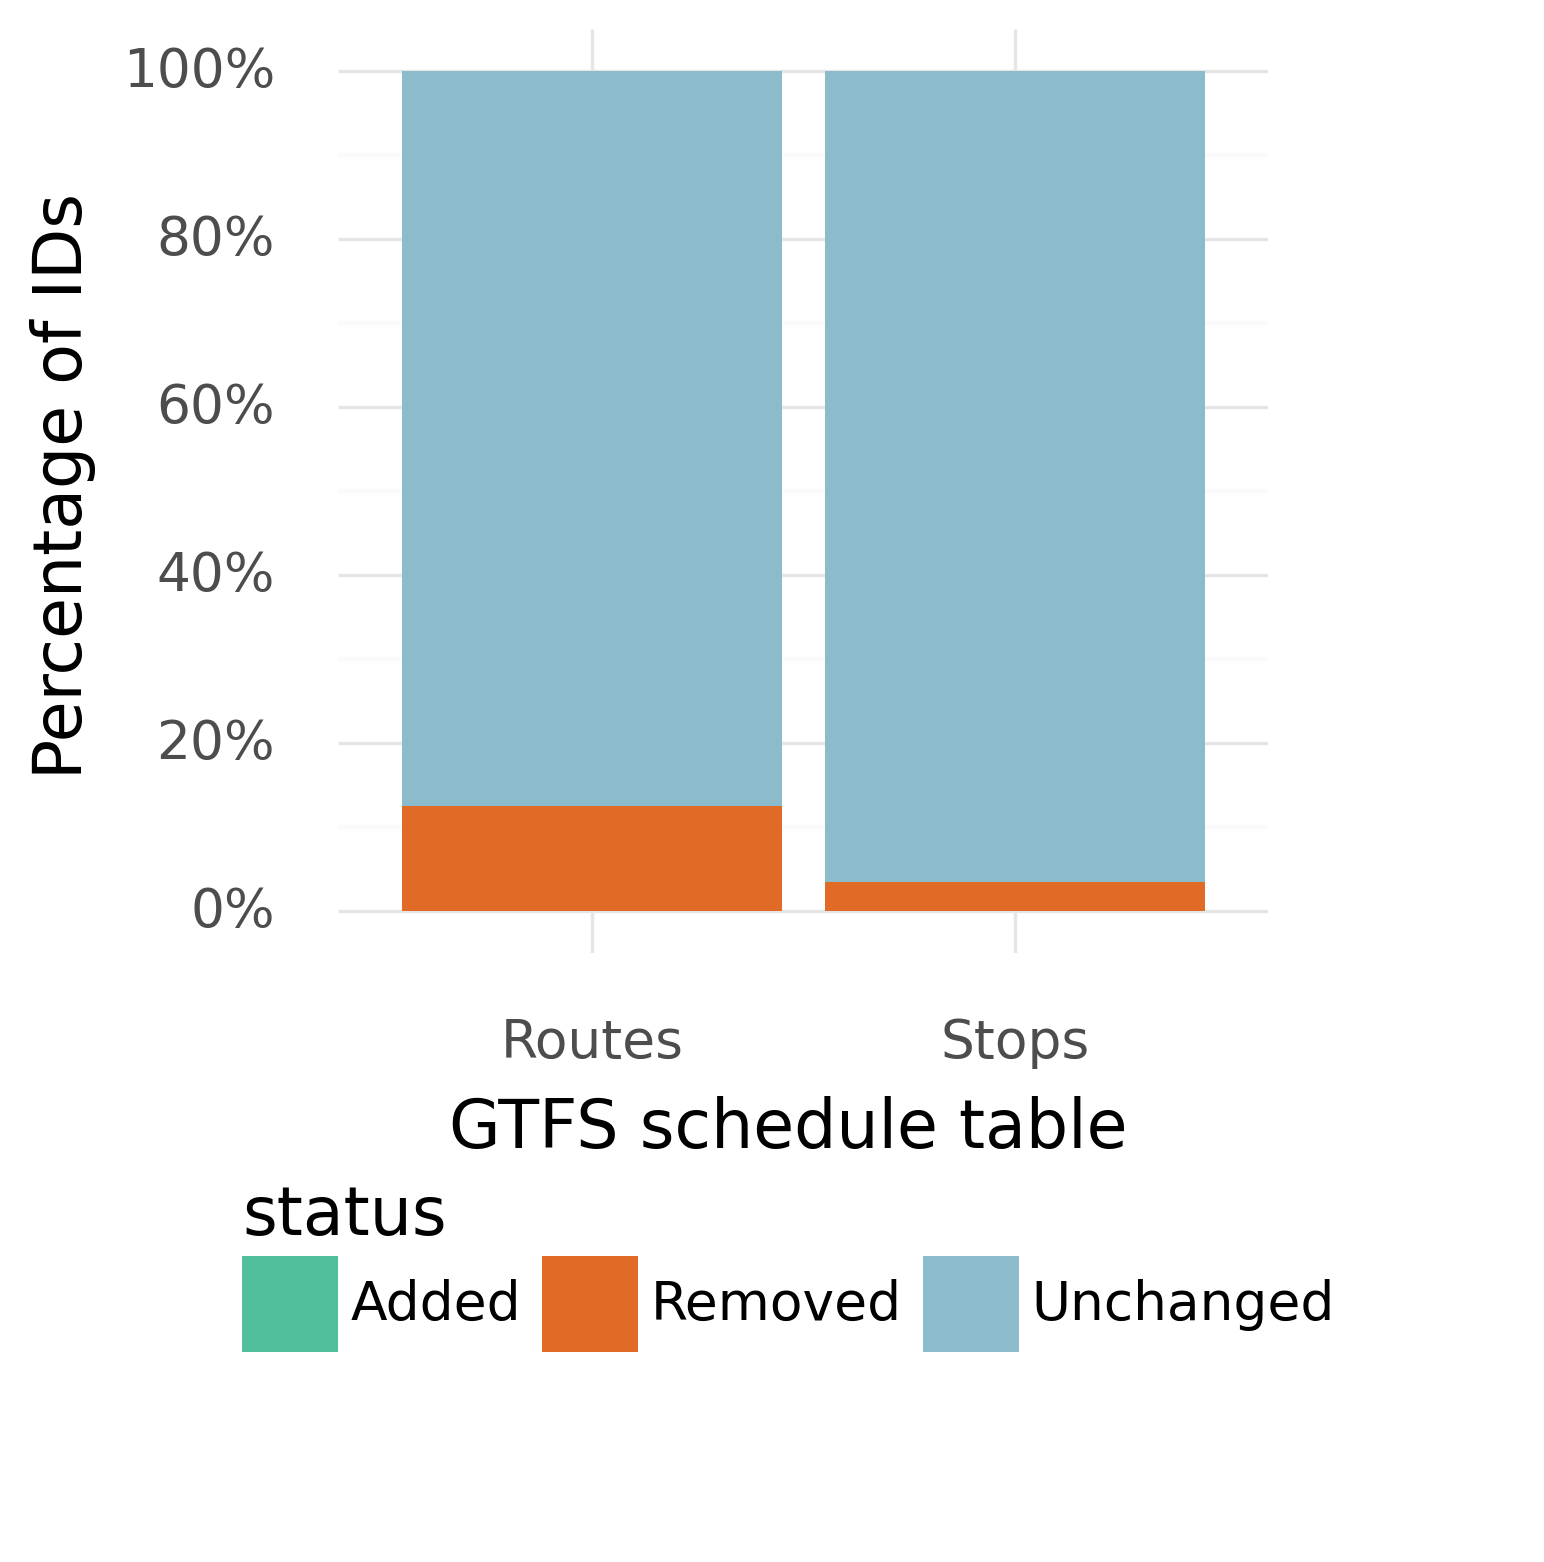 100%
80%
60%
40%
20%
0%
Percentage of IDs
Routes Stops
GTFS schedule table
status
Added Removed Unchanged